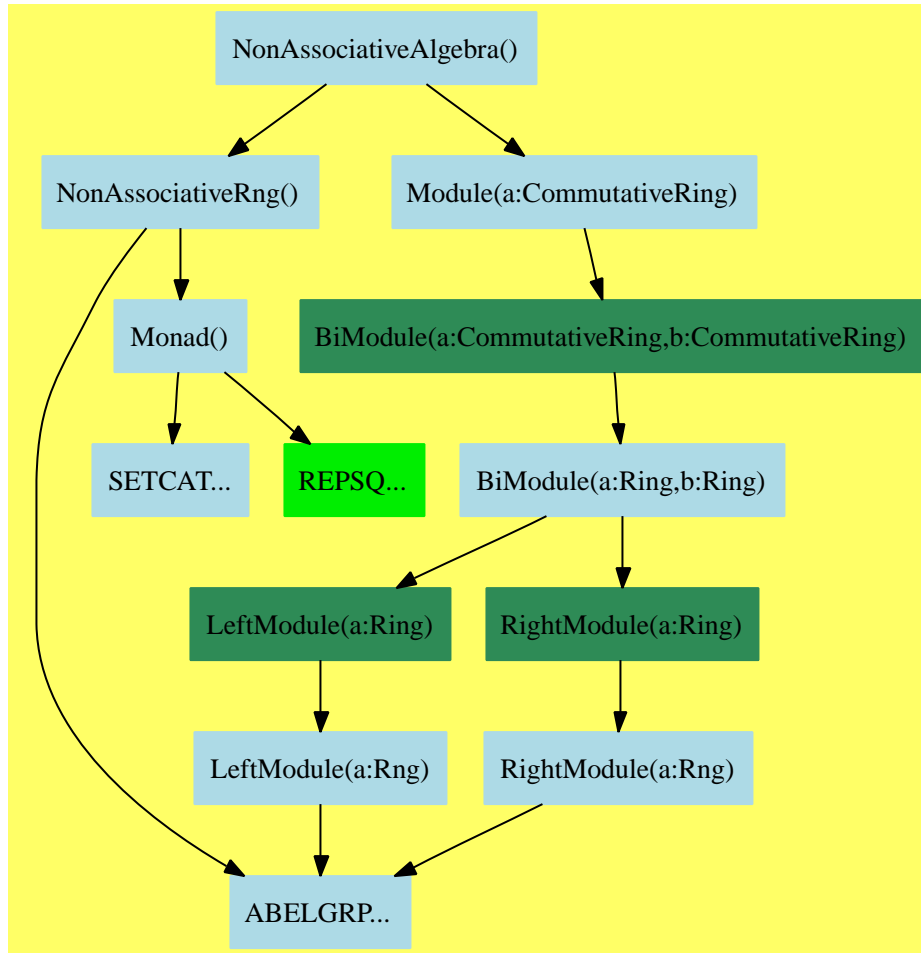 NonAssociativeAlgebra()
NonAssociativeRng()
Module(a:CommutativeRing)
Monad()
BiModule(a:CommutativeRing,b:CommutativeRing)
SETCAT...
REPSQ...
BiModule(a:Ring,b:Ring)
LeftModule(a:Ring)
RightModule(a:Ring)
LeftModule(a:Rng)
RightModule(a:Rng)
ABELGRP...